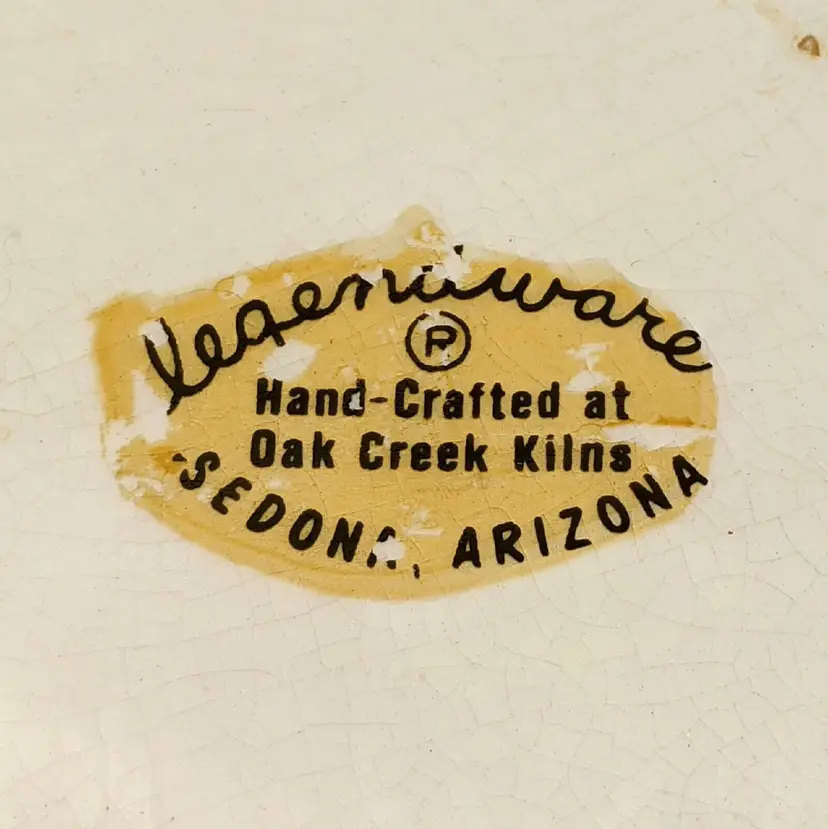 legendware
®
Hand-Crafted at
Oak Creek Kilns
SEDONA, ARIZONA